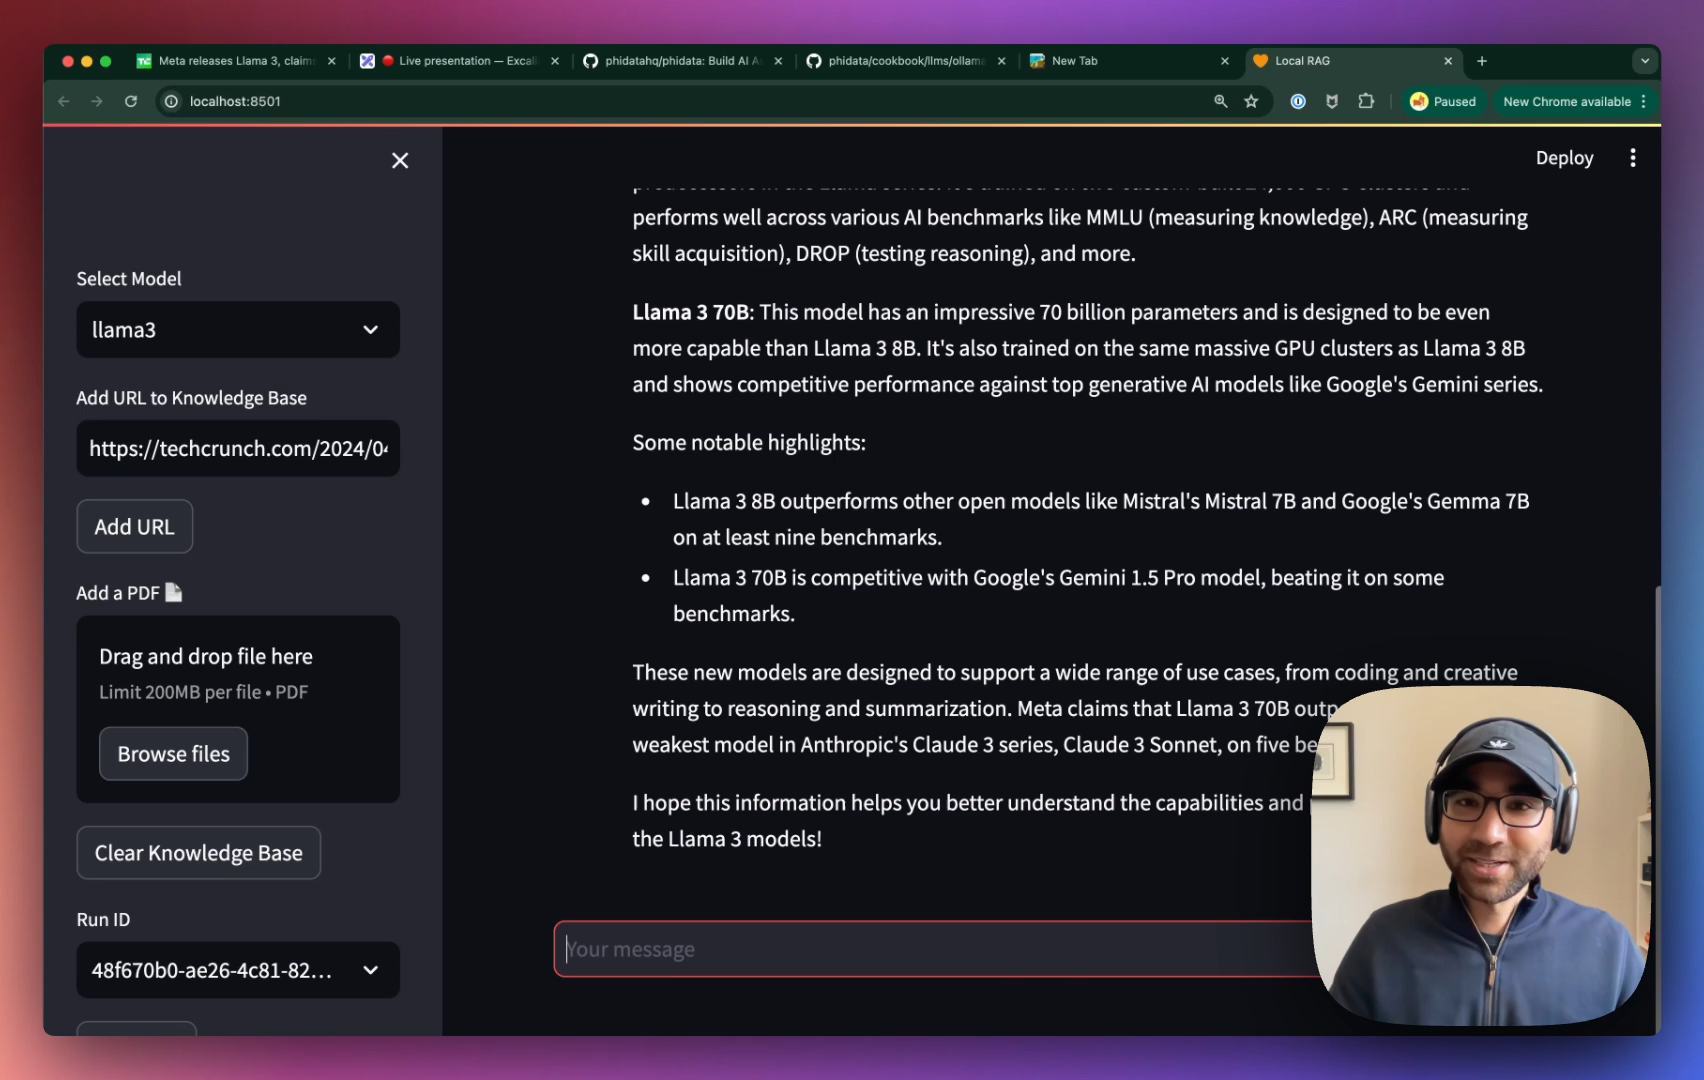 Meta releases Llama 3, claim
Live presentation — Excali
phidatahq/phidata: Build AI A
phidata/cookbook/llms/ollama
New Tab
Local RAG
localhost:8501
Paused
New Chrome available
Deploy
Select Model
llama3
Add URL to Knowledge Base
https://techcrunch.com/2024/04
Add URL
Add a PDF
Drag and drop file here
Limit 200MB per file • PDF
Browse files
Clear Knowledge Base
Run ID
48f670b0-ae26-4c81-82...
performs well across various AI benchmarks like MMLU (measuring knowledge), ARC (measuring
skill acquisition), DROP (testing reasoning), and more.
Llama 3 70B: This model has an impressive 70 billion parameters and is designed to be even
more capable than Llama 3 8B. It's also trained on the same massive GPU clusters as Llama 3 8B
and shows competitive performance against top generative AI models like Google's Gemini series.
Some notable highlights:
• Llama 3 8B outperforms other open models like Mistral's Mistral 7B and Google's Gemma 7B
on at least nine benchmarks.
• Llama 3 70B is competitive with Google's Gemini 1.5 Pro model, beating it on some
benchmarks.
These new models are designed to support a wide range of use cases, from coding and creative
writing to reasoning and summarization. Meta claims that Llama 3 70B outp
weakest model in Anthropic's Claude 3 series, Claude 3 Sonnet, on five be
I hope this information helps you better understand the capabilities and
the Llama 3 models!
Your message